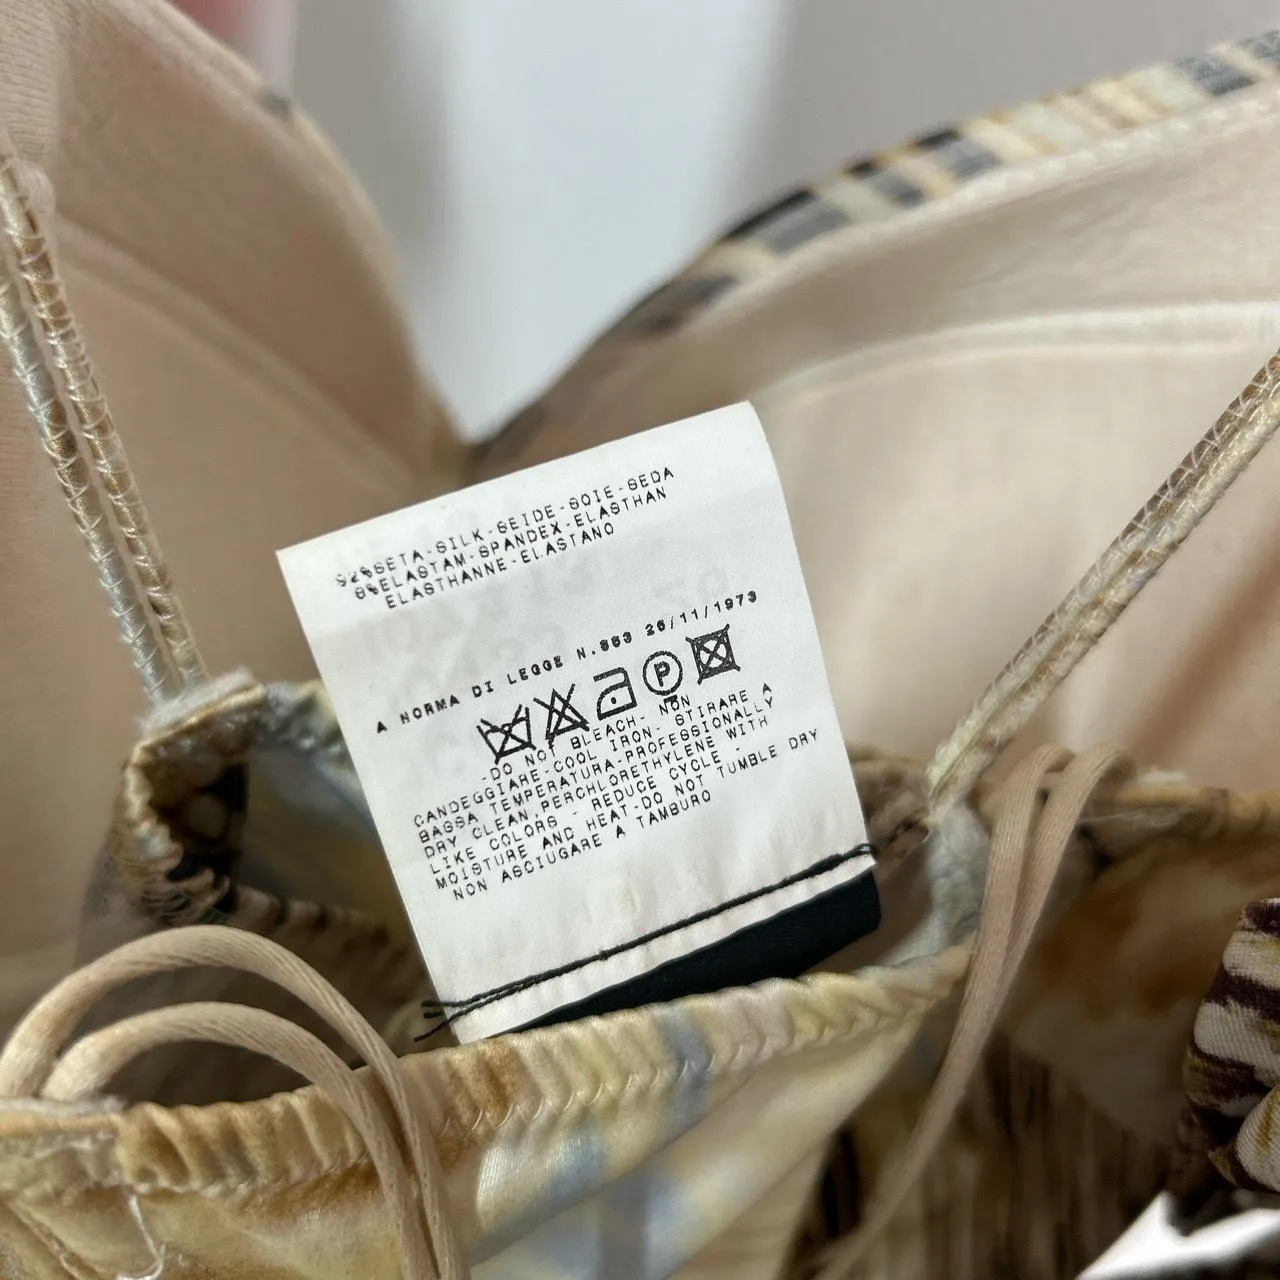 92%SETA-SILK-SEIDE-SOIE-SEDA
8%ELASTAM-SPANDEX-ELASTHAN
ELASTHANNE-ELASTANO
A NORMA DI LEGGE N.883 26/11/1973
P
-DO NOT BLEACH- NON
CANDEGGIARE-COOL IRON. STIRARE A
BASSA TEMPERATURA-PROFESSIONALLY
DRY CLEAN PERCHLORETHYLENE WITH
LIKE COLORS - REDUCE CYCLE -
MOISTURE AND HEAT-DO NOT TUMBLE DRY
NON ASCIUGARE A TAMBURO